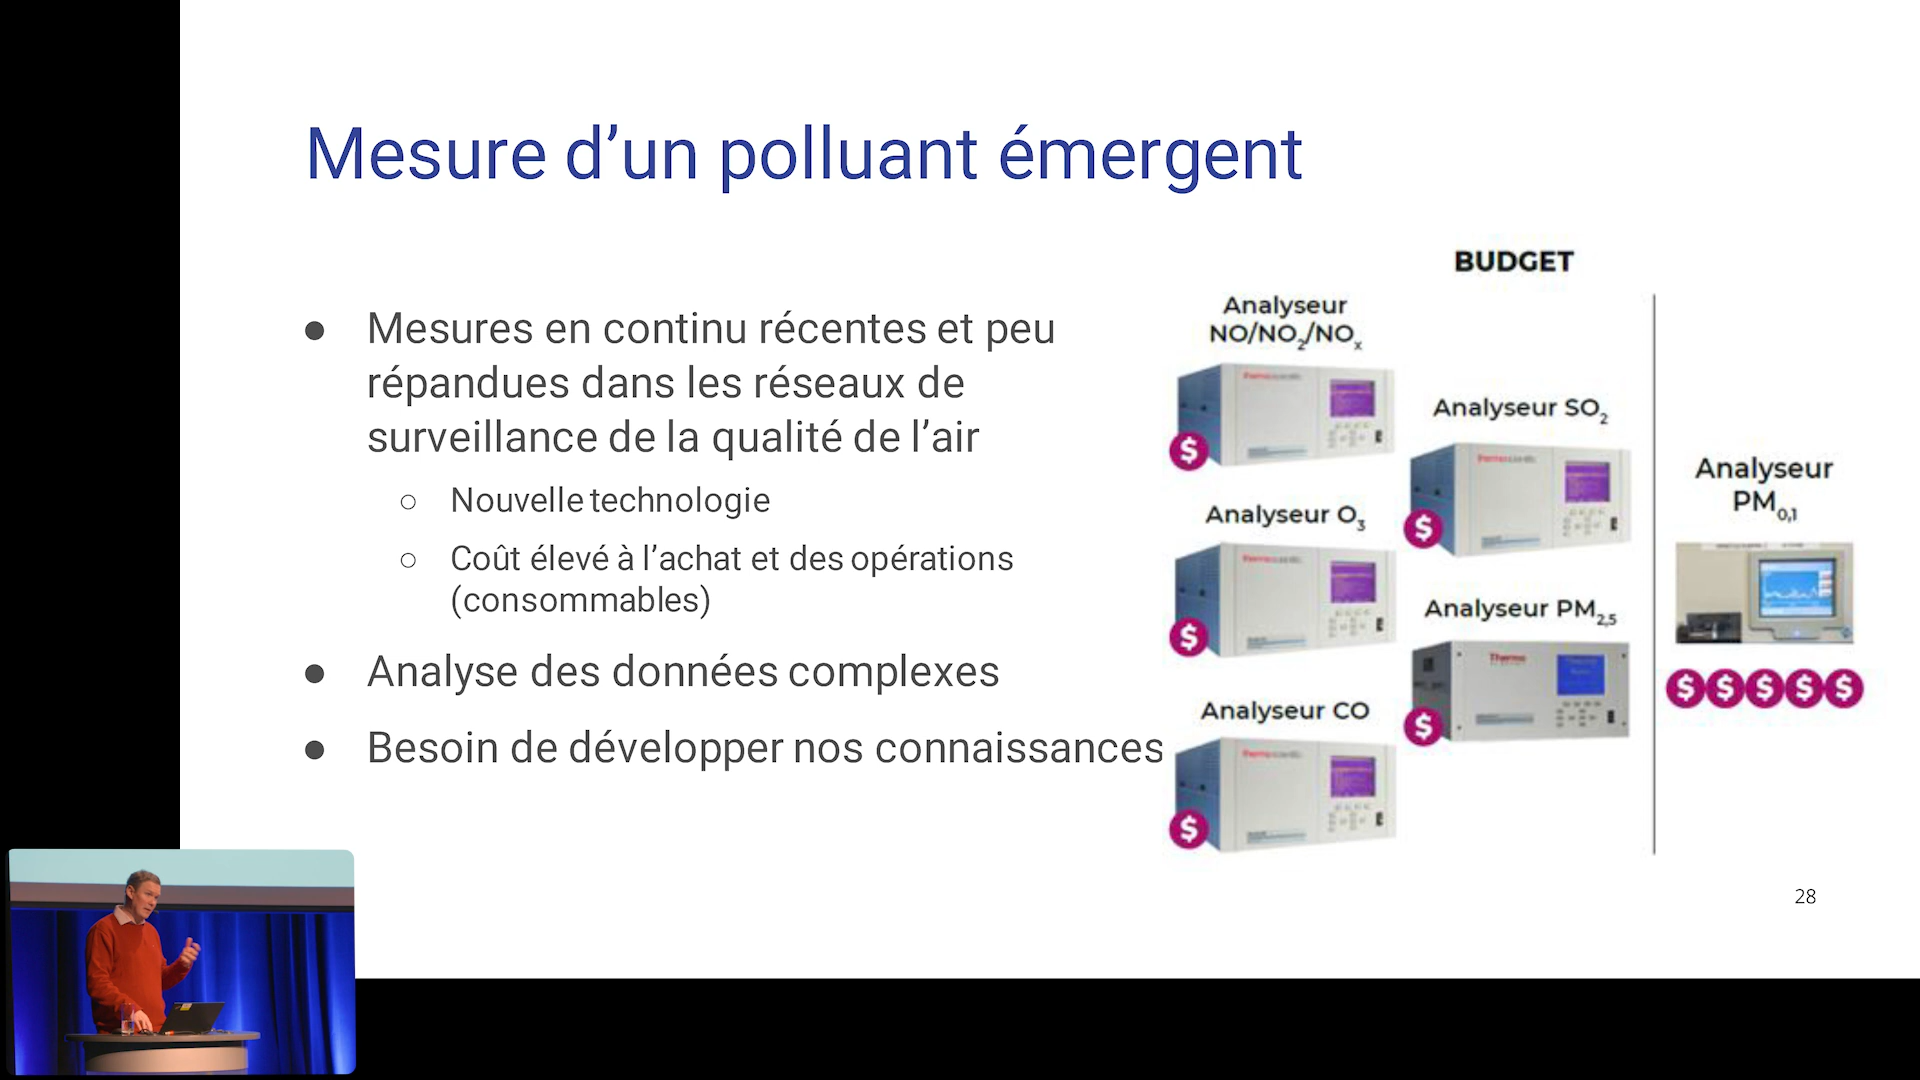 Mesure d’un polluant émergent
● Mesures en continu récentes et peu
répandues dans les réseaux de
surveillance de la qualité de l’air
○ Nouvelle technologie
○ Coût élevé à l’achat et des opérations
(consommables)
● Analyse des données complexes
● Besoin de développer nos connaissances
BUDGET
Analyseur
NO/NO₂/NOₓ
$
Analyseur O₃
$
Analyseur CO
$
Analyseur SO₂
$
Analyseur PM₂,₅
Thermo
$
Analyseur
PM₀,₁
$$$$$
28